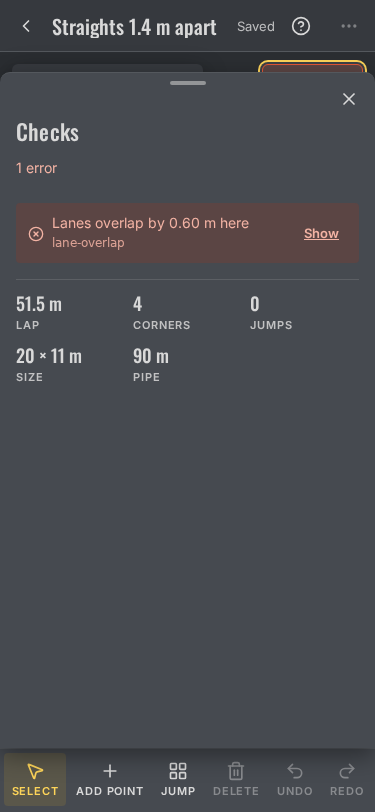 Straights 1.4 m apart
Saved
Checks
1 error
Lanes overlap by 0.60 m here
lane-overlap
Show
51.5 m
LAP
4
CORNERS
0
JUMPS
20 × 11 m
SIZE
90 m
PIPE
SELECT
ADD POINT
JUMP
DELETE
UNDO
REDO